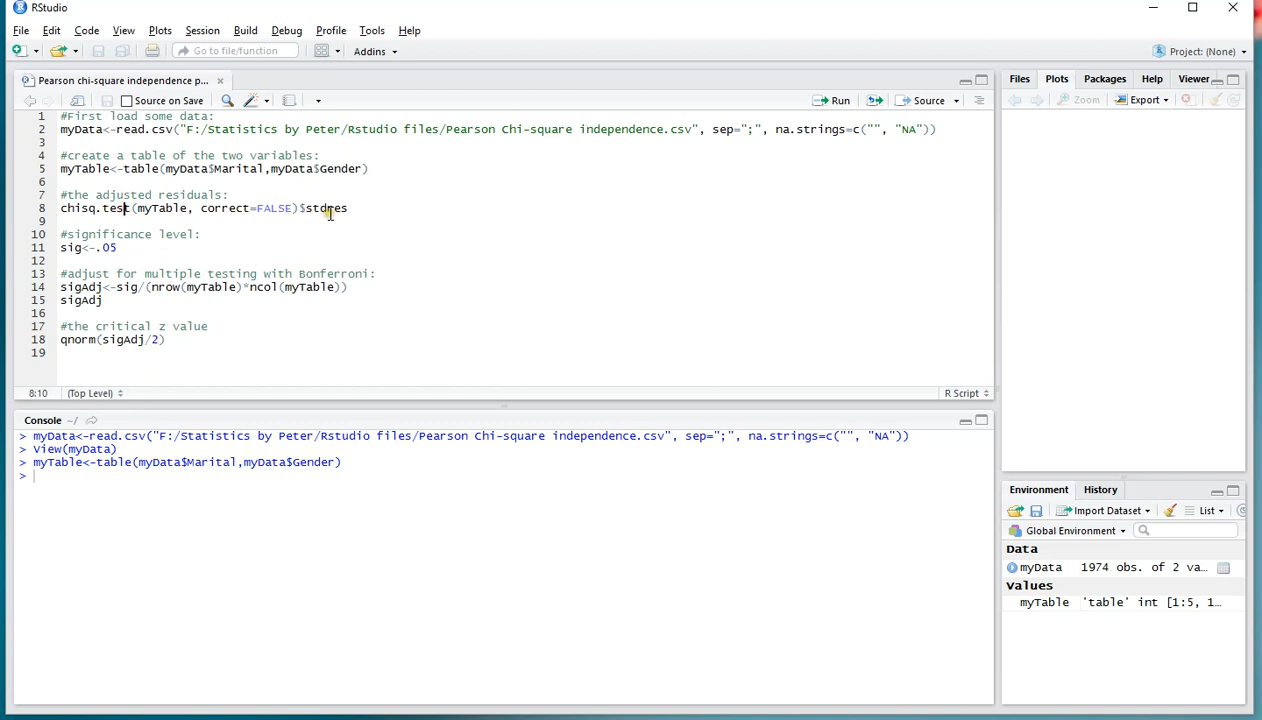 RStudio
File Edit Code View Plots Session Build Debug Profile Tools Help
Go to file/function Addins Project: (None)
Pearson chi-square independence p...
Source on Save Run Source
1 #First load some data:
2 myData<-read.csv("F:/Statistics by Peter/Rstudio files/Pearson Chi-square independence.csv", sep=";", na.strings=c("", "NA"))
3
4 #create a table of the two variables:
5 myTable<-table(myData$Marital,myData$Gender)
6
7 #the adjusted residuals:
8 chisq.test(myTable, correct=FALSE)$stdres
9
10 #significance level:
11 sig<-.05
12
13 #adjust for multiple testing with Bonferroni:
14 sigAdj<-sig/(nrow(myTable)*ncol(myTable))
15 sigAdj
16
17 #the critical z value
18 qnorm(sigAdj/2)
19
8:10 (Top Level) R Script
Console ~/
> myData<-read.csv("F:/Statistics by Peter/Rstudio files/Pearson Chi-square independence.csv", sep=";", na.strings=c("", "NA"))
> View(myData)
> myTable<-table(myData$Marital,myData$Gender)
>
Files Plots Packages Help Viewer
Zoom Export
Environment History
Import Dataset List
Global Environment
Data
myData 1974 obs. of 2 va...
Values
myTable 'table' int [1:5, 1...